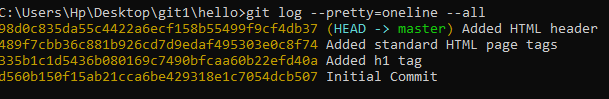 C:\Users\Hp\Desktop\git1\hello>git log --pretty=oneline --all
98d0c835da55c4422a6ecf158b55499f9cf4db37 (HEAD -> master) Added HTML header
489f7cbb36c881b926cd7d9edaf495303e0c8f74 Added standard HTML page tags
335b1c1d5436b080169c7490bfcaa60b22efd40a Added h1 tag
d560b150f15ab21cca6be429318e1c7054dcb507 Initial Commit